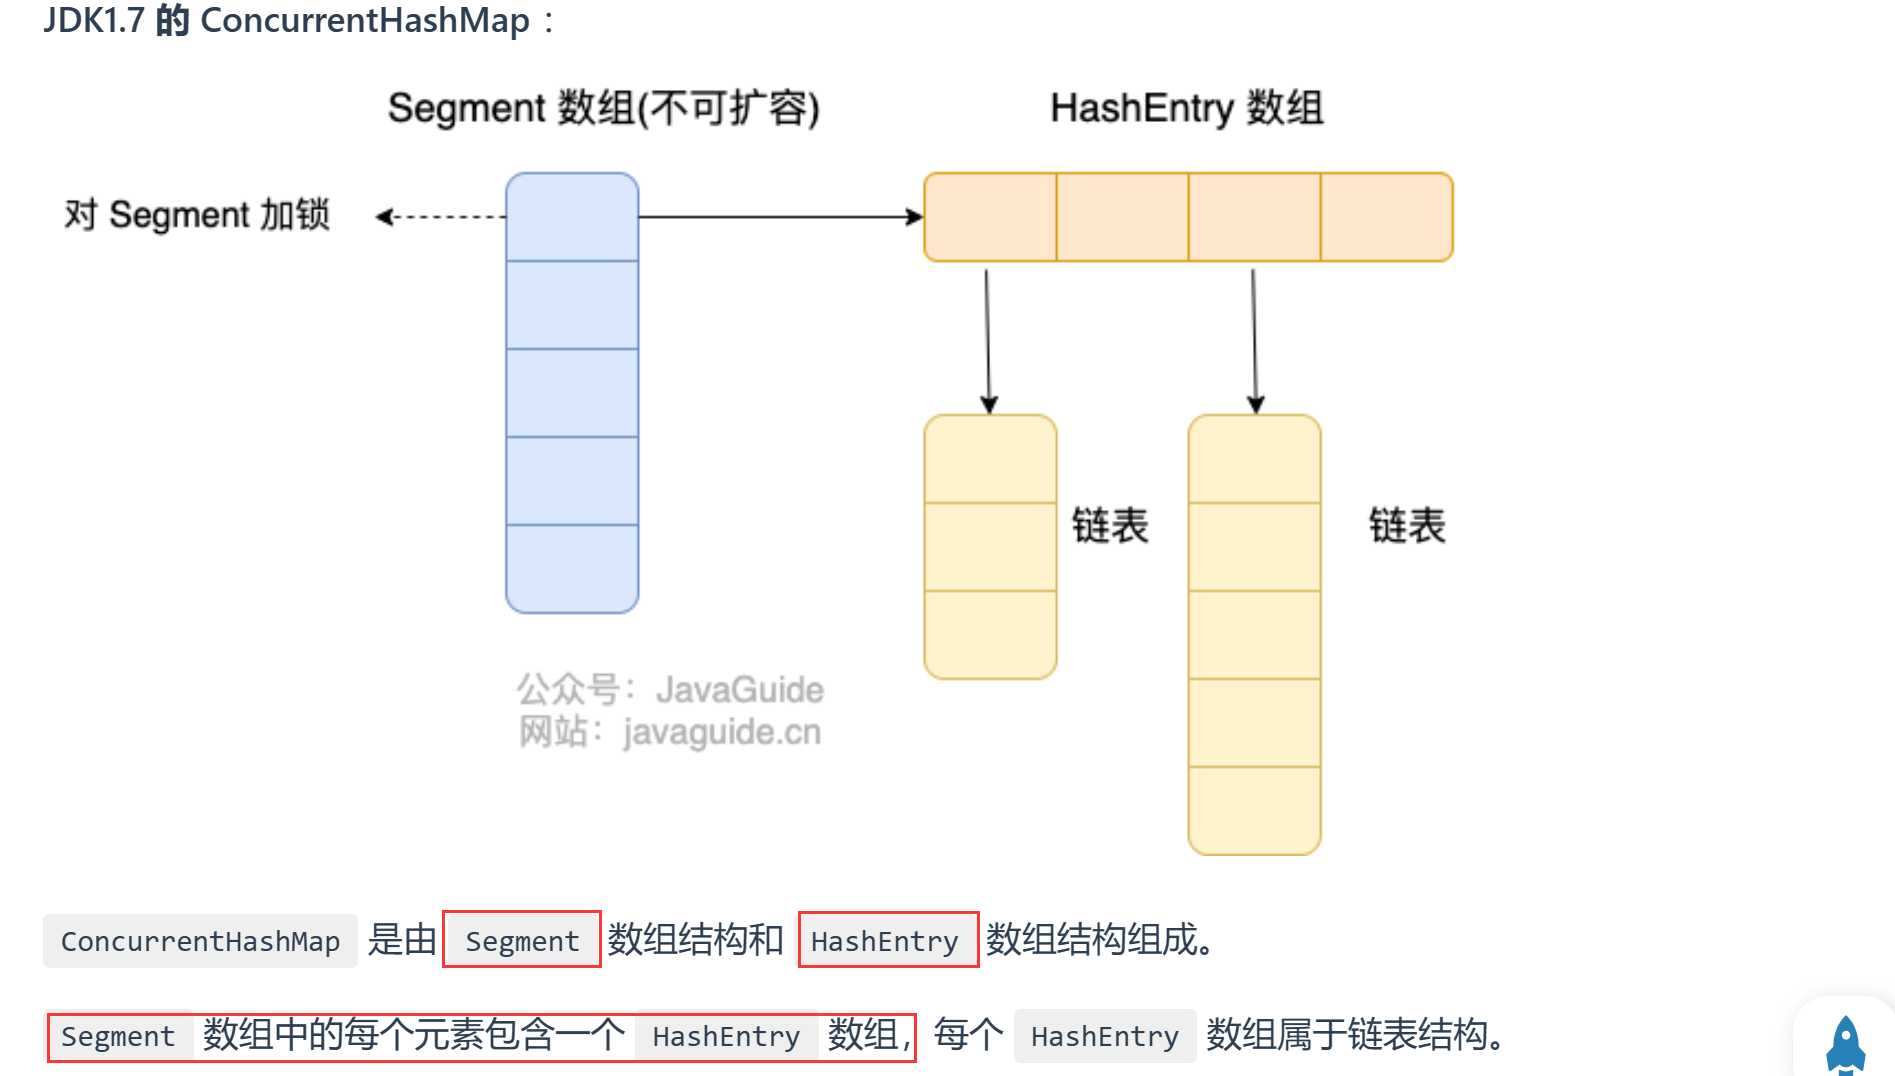 JDK1.7 的 ConcurrentHashMap：
Segment 数组(不可扩容)
HashEntry 数组
对 Segment 加锁
链表
链表
公众号：JavaGuide
网站：javaguide.cn
ConcurrentHashMap 是由 Segment 数组结构和 HashEntry 数组结构组成。
Segment 数组中的每个元素包含一个 HashEntry 数组，每个 HashEntry 数组属于链表结构。